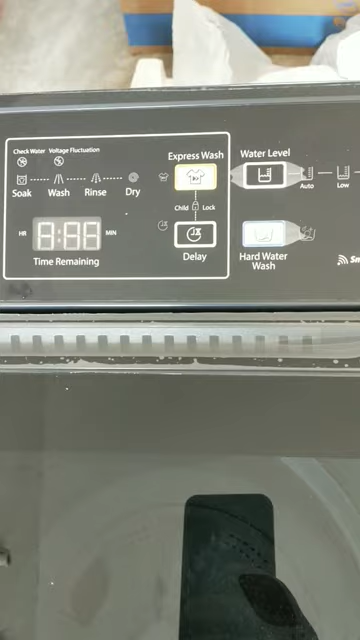 Check Water Voltage Fluctuation
Soak Wash Rinse Dry
HR MIN
Time Remaining
Express Wash
Child Lock
Delay
Water Level
Auto Low
Hard Water
Wash